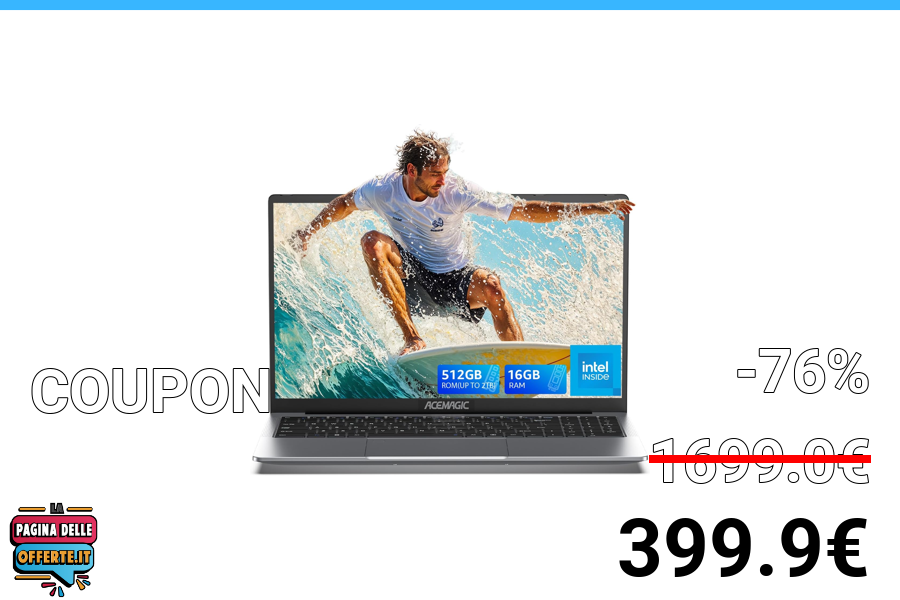 512GB
ROM(UP TO 2TB)
16GB
RAM
intel
INSIDE
ACEMAGIC
COUPON
-76%
1699.0€
399.9€
LA
PAGINA DELLE
OFFERTE.IT